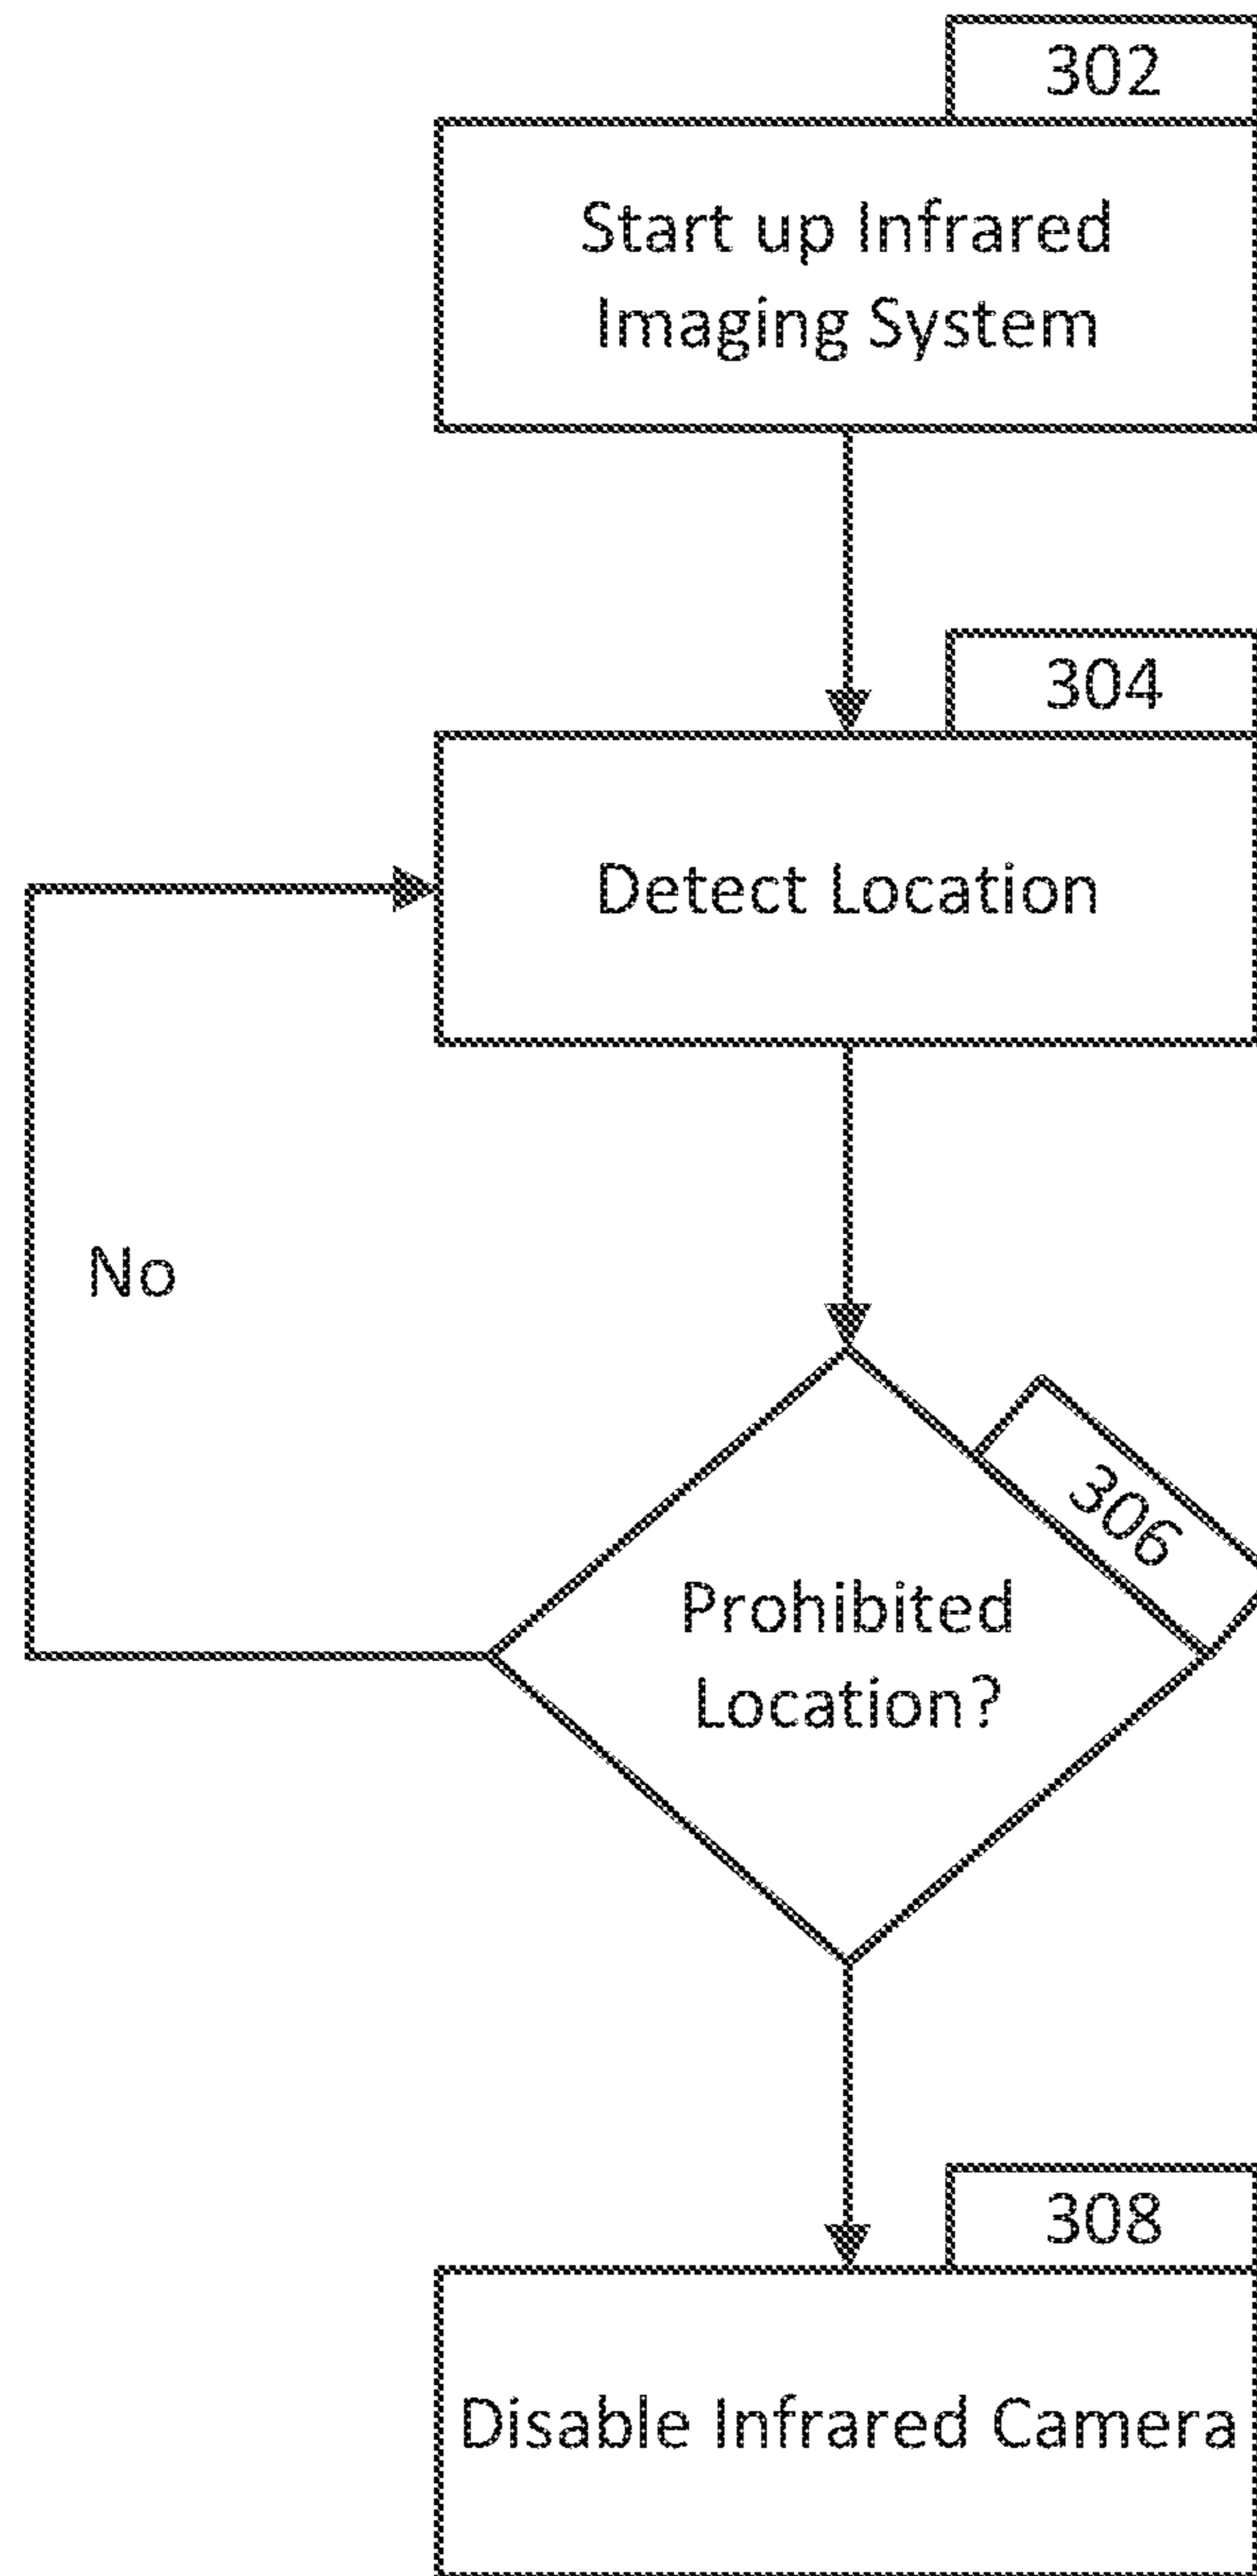 302
Start up Infrared
Imaging System
304
Detect Location
No
306
Prohibited
Location?
308
Disable Infrared Camera